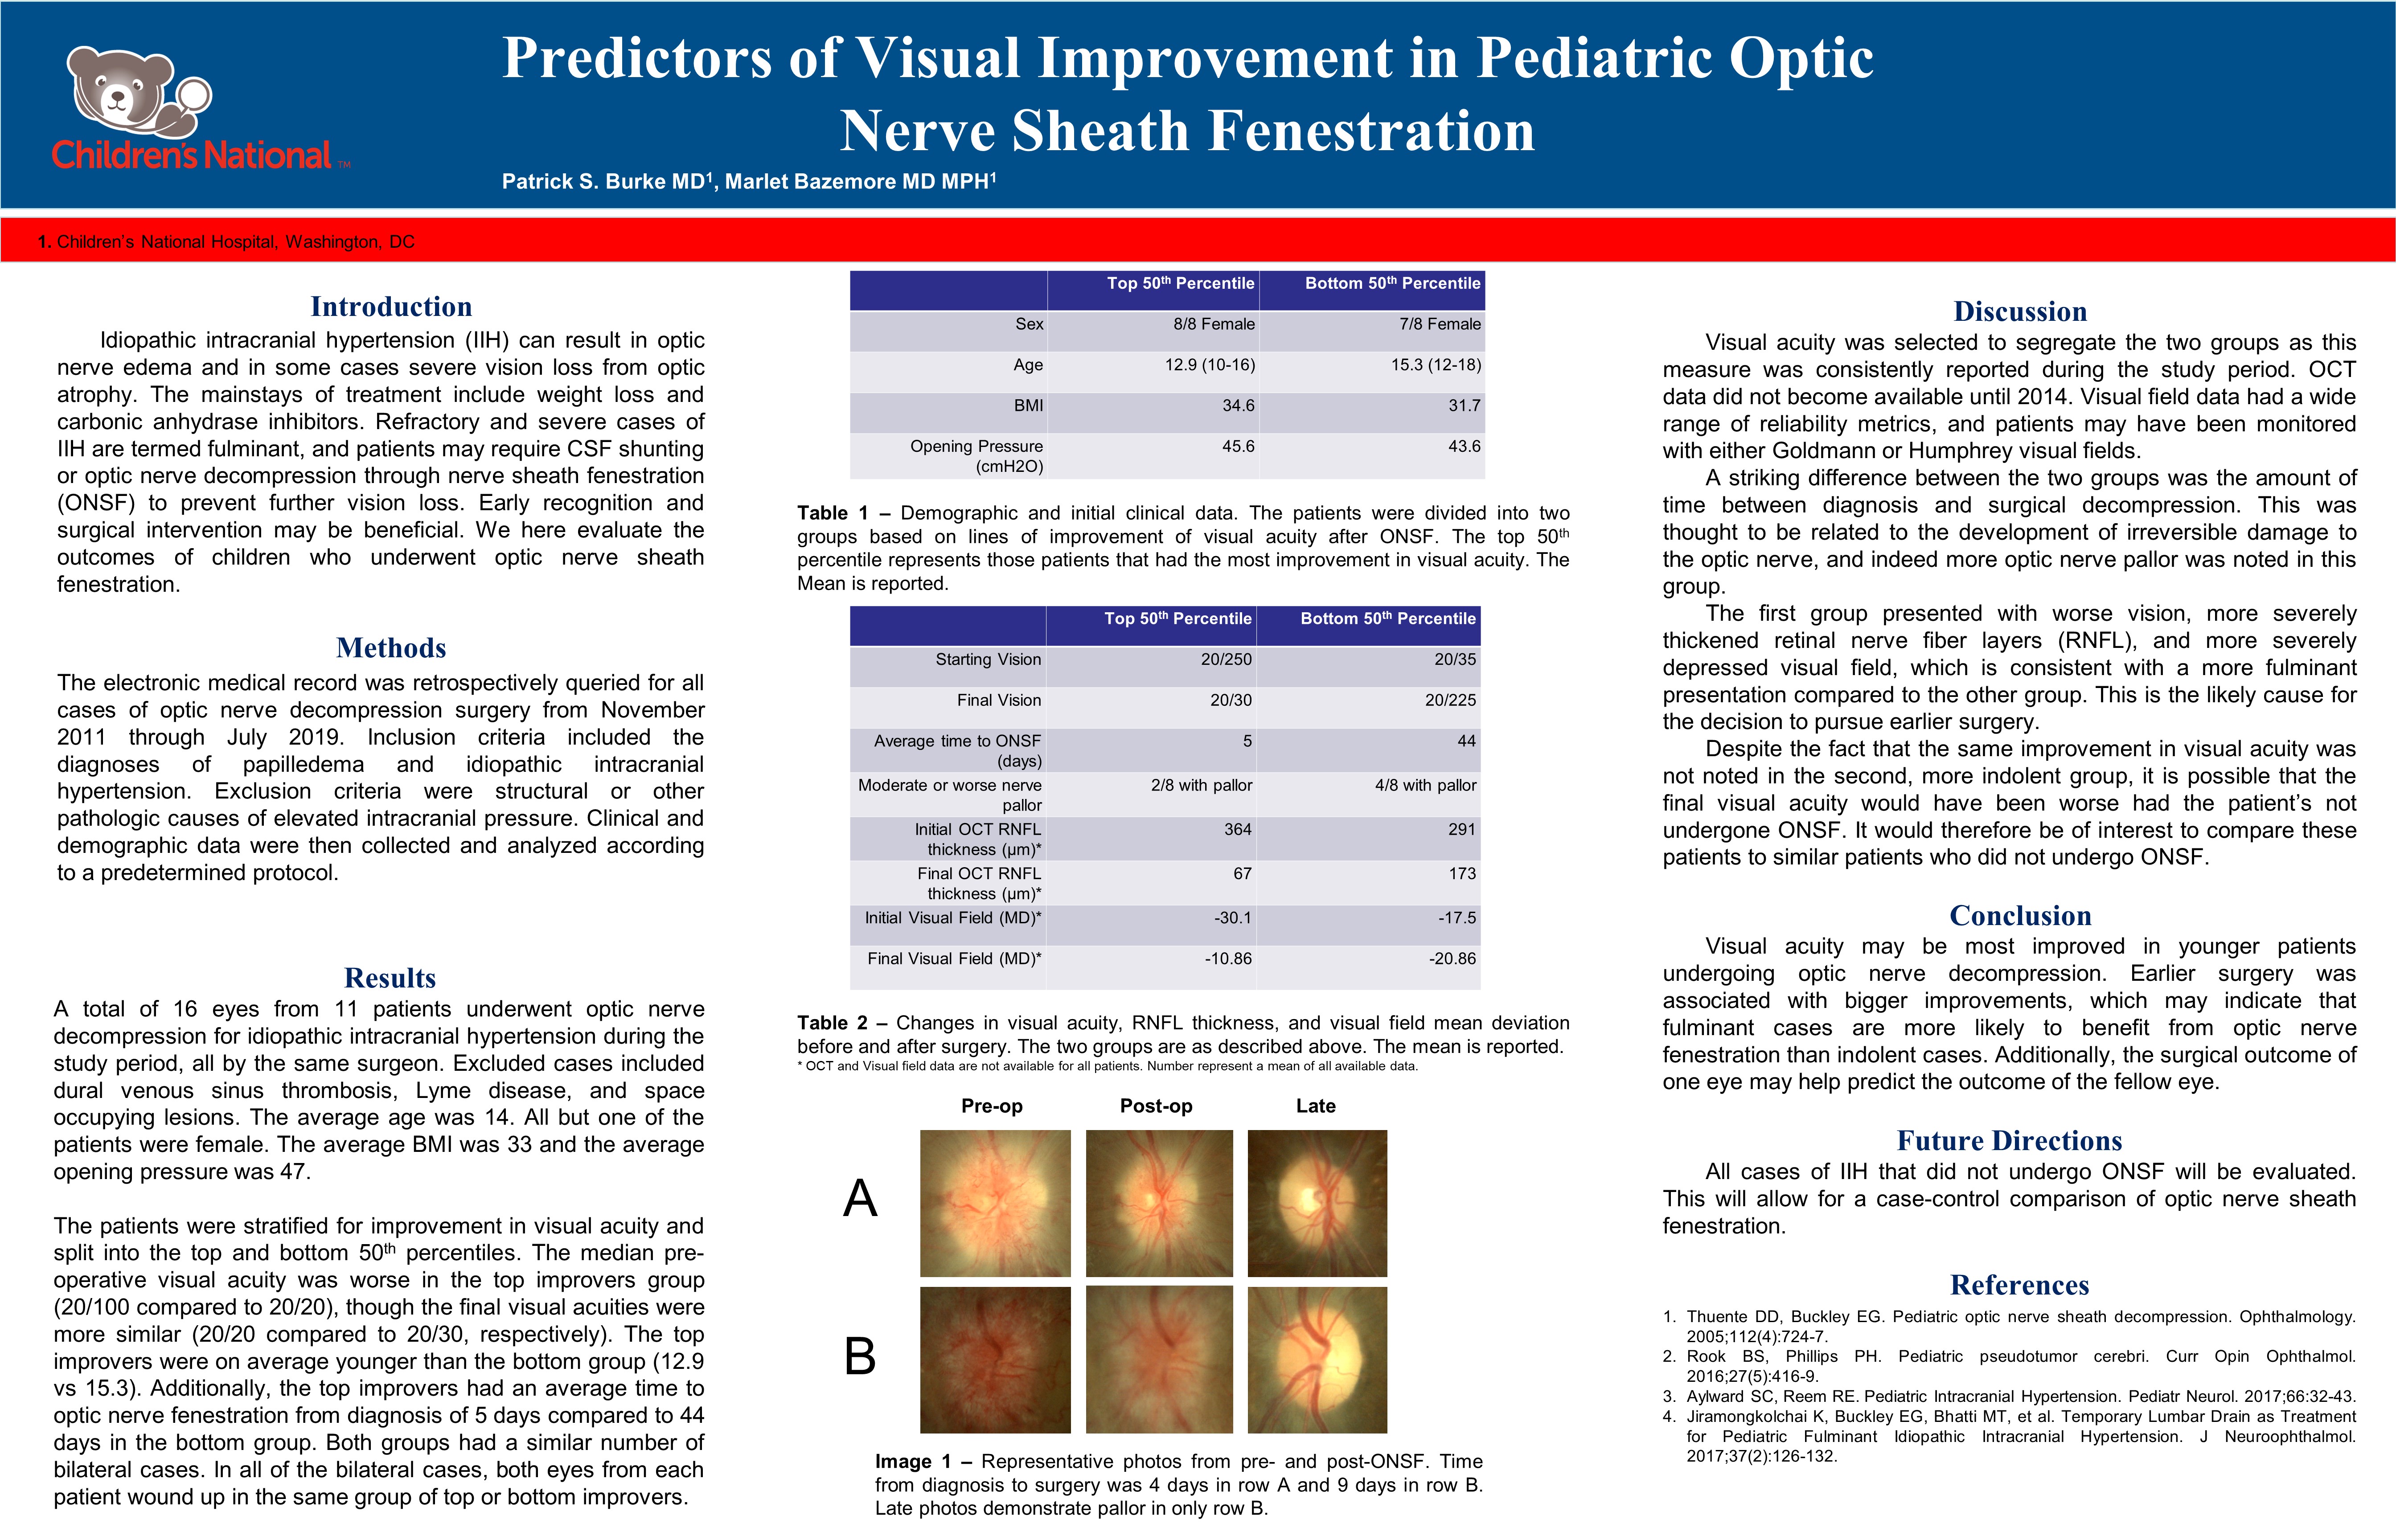 Children's National ™
Predictors of Visual Improvement in Pediatric Optic
Nerve Sheath Fenestration
Patrick S. Burke MD¹, Marlet Bazemore MD MPH¹
1. Children's National Hospital, Washington, DC
Introduction
Idiopathic intracranial hypertension (IIH) can result in optic
nerve edema and in some cases severe vision loss from optic
atrophy. The mainstays of treatment include weight loss and
carbonic anhydrase inhibitors. Refractory and severe cases of
IIH are termed fulminant, and patients may require CSF shunting
or optic nerve decompression through nerve sheath fenestration
(ONSF) to prevent further vision loss. Early recognition and
surgical intervention may be beneficial. We here evaluate the
outcomes of children who underwent optic nerve sheath
fenestration.
Methods
The electronic medical record was retrospectively queried for all
cases of optic nerve decompression surgery from November
2011 through July 2019. Inclusion criteria included the
diagnoses of papilledema and idiopathic intracranial
hypertension. Exclusion criteria were structural or other
pathologic causes of elevated intracranial pressure. Clinical and
demographic data were then collected and analyzed according
to a predetermined protocol.
Results
A total of 16 eyes from 11 patients underwent optic nerve
decompression for idiopathic intracranial hypertension during the
study period, all by the same surgeon. Excluded cases included
dural venous sinus thrombosis, Lyme disease, and space
occupying lesions. The average age was 14. All but one of the
patients were female. The average BMI was 33 and the average
opening pressure was 47.
The patients were stratified for improvement in visual acuity and
split into the top and bottom 50th percentiles. The median pre-
operative visual acuity was worse in the top improvers group
(20/100 compared to 20/20), though the final visual acuities were
more similar (20/20 compared to 20/30, respectively). The top
improvers were on average younger than the bottom group (12.9
vs 15.3). Additionally, the top improvers had an average time to
optic nerve fenestration from diagnosis of 5 days compared to 44
days in the bottom group. Both groups had a similar number of
bilateral cases. In all of the bilateral cases, both eyes from each
patient wound up in the same group of top or bottom improvers.
Top 50th Percentile Bottom 50th Percentile
Sex 8/8 Female 7/8 Female
Age 12.9 (10-16) 15.3 (12-18)
BMI 34.6 31.7
Opening Pressure 45.6 43.6
(cmH2O)
Table 1 – Demographic and initial clinical data. The patients were divided into two
groups based on lines of improvement of visual acuity after ONSF. The top 50th
percentile represents those patients that had the most improvement in visual acuity. The
Mean is reported.
Top 50th Percentile Bottom 50th Percentile
Starting Vision 20/250 20/35
Final Vision 20/30 20/225
Average time to ONSF 5 44
(days)
Moderate or worse nerve 2/8 with pallor 4/8 with pallor
pallor
Initial OCT RNFL 364 291
thickness (µm)*
Final OCT RNFL 67 173
thickness (µm)*
Initial Visual Field (MD)* -30.1 -17.5
Final Visual Field (MD)* -10.86 -20.86
Table 2 – Changes in visual acuity, RNFL thickness, and visual field mean deviation
before and after surgery. The two groups are as described above. The mean is reported.
* OCT and Visual field data are not available for all patients. Number represent a mean of all available data.
Pre-op Post-op Late
A
B
Image 1 – Representative photos from pre- and post-ONSF. Time
from diagnosis to surgery was 4 days in row A and 9 days in row B.
Late photos demonstrate pallor in only row B.
Discussion
Visual acuity was selected to segregate the two groups as this
measure was consistently reported during the study period. OCT
data did not become available until 2014. Visual field data had a wide
range of reliability metrics, and patients may have been monitored
with either Goldmann or Humphrey visual fields.
A striking difference between the two groups was the amount of
time between diagnosis and surgical decompression. This was
thought to be related to the development of irreversible damage to
the optic nerve, and indeed more optic nerve pallor was noted in this
group.
The first group presented with worse vision, more severely
thickened retinal nerve fiber layers (RNFL), and more severely
depressed visual field, which is consistent with a more fulminant
presentation compared to the other group. This is the likely cause for
the decision to pursue earlier surgery.
Despite the fact that the same improvement in visual acuity was
not noted in the second, more indolent group, it is possible that the
final visual acuity would have been worse had the patient's not
undergone ONSF. It would therefore be of interest to compare these
patients to similar patients who did not undergo ONSF.
Conclusion
Visual acuity may be most improved in younger patients
undergoing optic nerve decompression. Earlier surgery was
associated with bigger improvements, which may indicate that
fulminant cases are more likely to benefit from optic nerve
fenestration than indolent cases. Additionally, the surgical outcome of
one eye may help predict the outcome of the fellow eye.
Future Directions
All cases of IIH that did not undergo ONSF will be evaluated.
This will allow for a case-control comparison of optic nerve sheath
fenestration.
References
1. Thuente DD, Buckley EG. Pediatric optic nerve sheath decompression. Ophthalmology.
2005;112(4):724-7.
2. Rook BS, Phillips PH. Pediatric pseudotumor cerebri. Curr Opin Ophthalmol.
2016;27(5):416-9.
3. Aylward SC, Reem RE. Pediatric Intracranial Hypertension. Pediatr Neurol. 2017;66:32-43.
4. Jiramongkolchai K, Buckley EG, Bhatti MT, et al. Temporary Lumbar Drain as Treatment
for Pediatric Fulminant Idiopathic Intracranial Hypertension. J Neuroophthalmol.
2017;37(2):126-132.